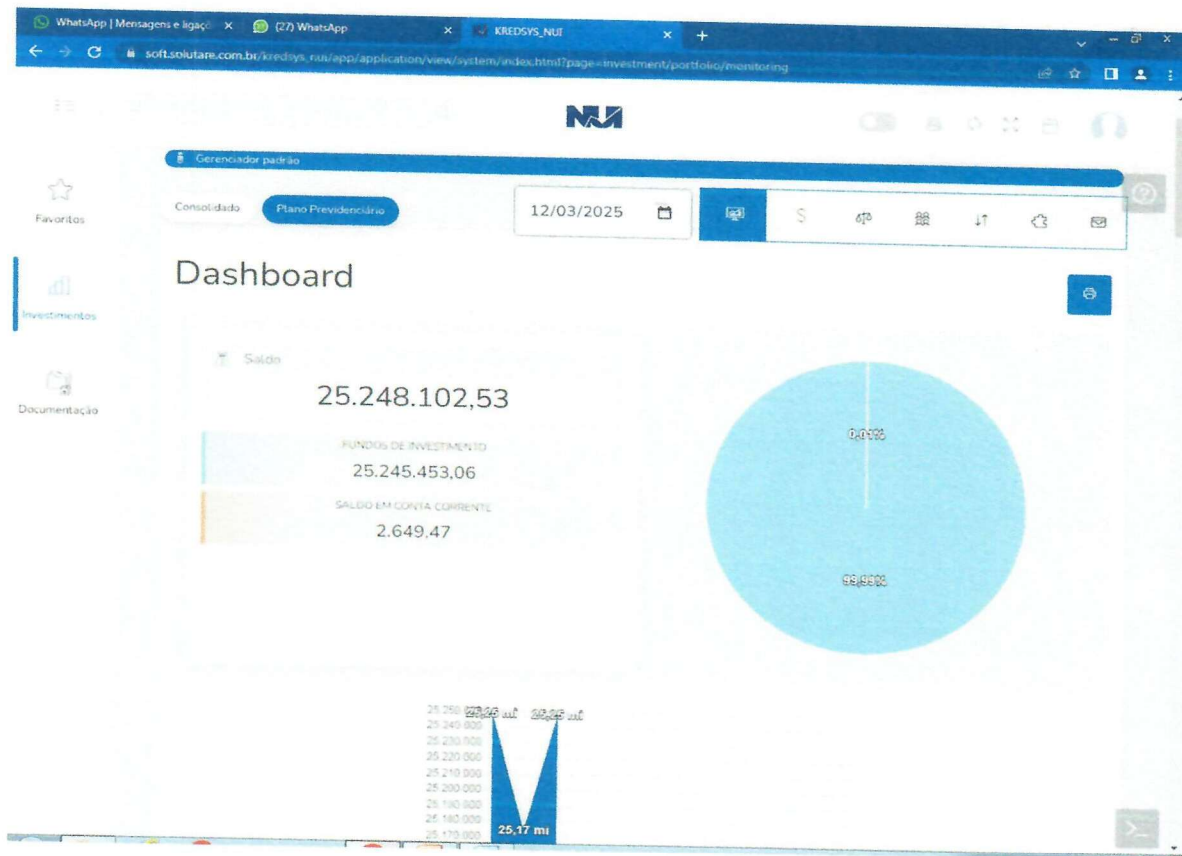 WhatsApp | Mensagens e ligaçõ
(27) WhatsApp
KREDSYS_NUI
soft.solutare.com.br/kredsys_nui/app/application/view/system/index.html?page=investment/portfolio/monitoring
NUI
Gerenciador padrão
Favoritos
Consolidado
Plano Previdenciário
12/03/2025
Dashboard
Investimentos
Saldo
25.248.102,53
Documentação
FUNDOS DE INVESTIMENTO
25.245.453,06
SALDO EM CONTA CORRENTE
2.649,47
0,01%
99,99%
25,25 mi
25,25 mi
25.240.000
25.230.000
25.220.000
25.210.000
25.200.000
25.190.000
25.180.000
25.170.000
25,17 mi